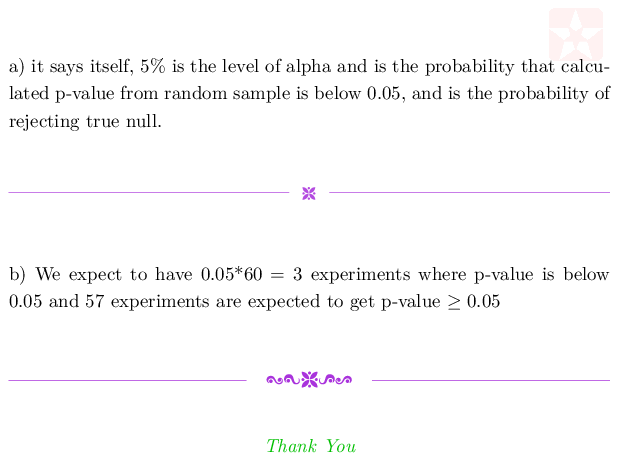 a) it says itself, 5% is the level of alpha and is the probability that calcu-
lated p-value from random sample is below 0.05, and is the probability of
rejecting true null.
b) We expect to have 0.05*60 = 3 experiments where p-value is below
0.05 and 57 experiments are expected to get p-value ≥ 0.05
Thank You